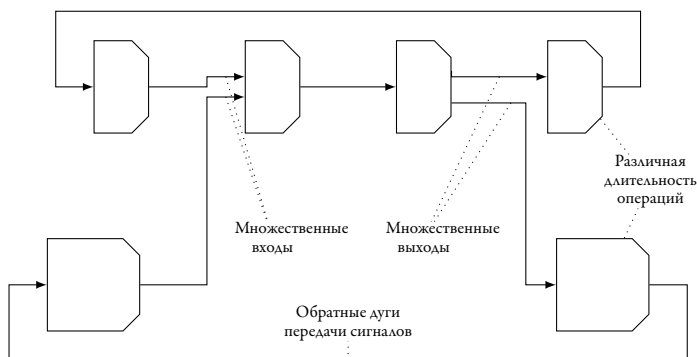 Различная
длительность
операций
Множественные
входы
Множественные
выходы
Обратные дуги
передачи сигналов